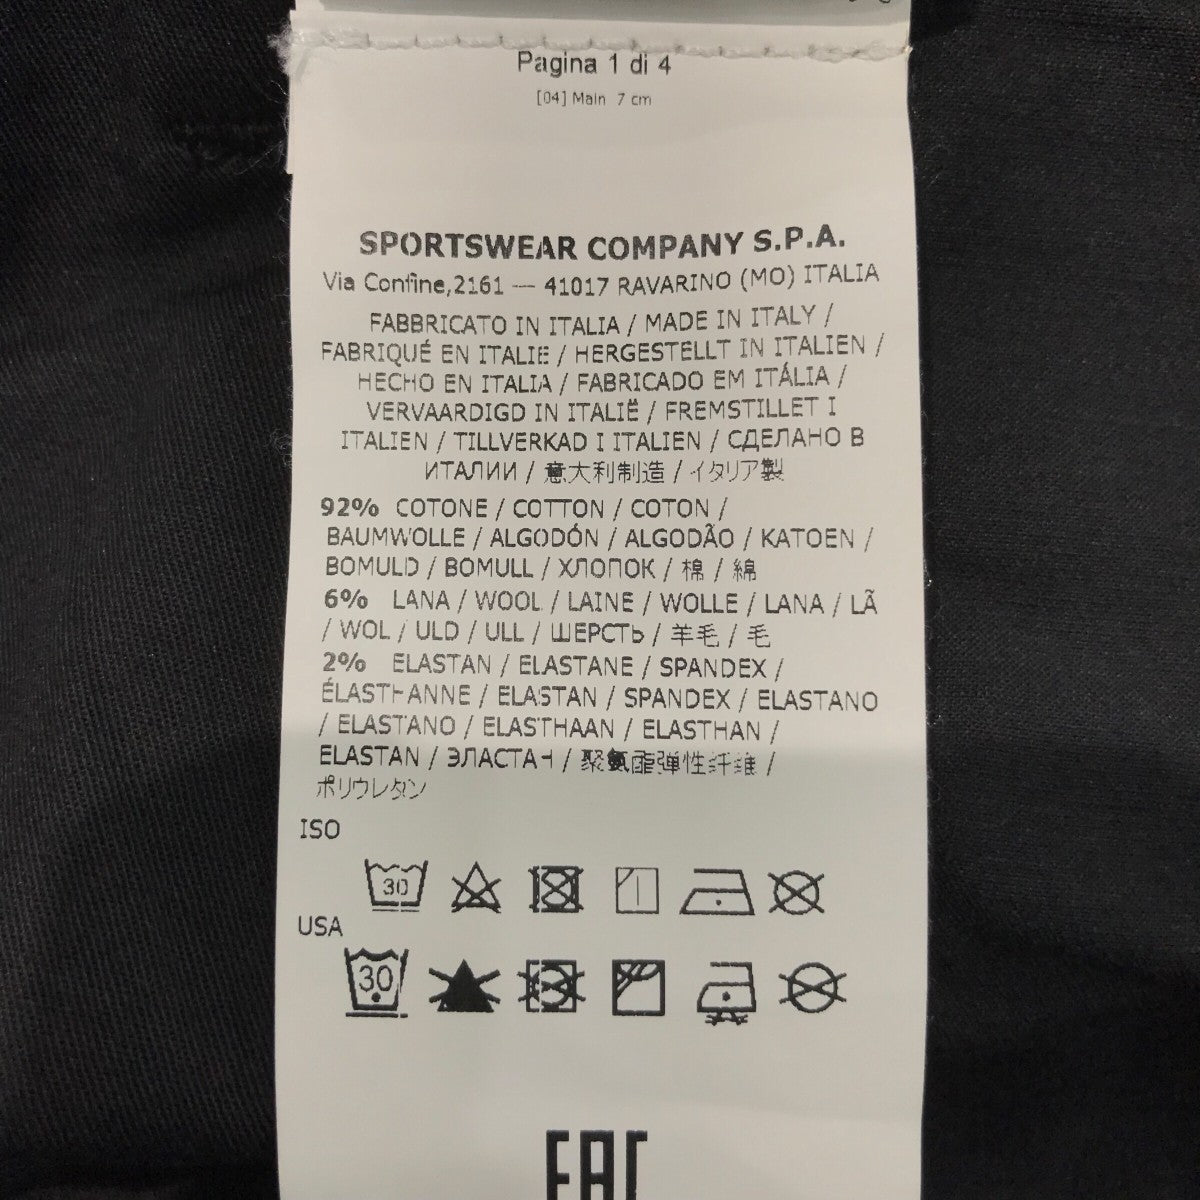 Pagina 1 di 4
[04] Main 7 cm
SPORTSWEAR COMPANY S.P.A.
Via Confine,2161 — 41017 RAVARINO (MO) ITALIA
FABBRICATO IN ITALIA / MADE IN ITALY /
FABRIQUÉ EN ITALIE / HERGESTELLT IN ITALIEN /
HECHO EN ITALIA / FABRICADO EM ITÁLIA /
VERVAARDIGD IN ITALIË / FREMSTILLET I
ITALIEN / TILLVERKAD I ITALIEN / СДЕЛАНО В
ИТАЛИИ / 意大利制造 / イタリア製
92% COTONE / COTTON / COTON /
BAUMWOLLE / ALGODÓN / ALGODÃO / KATOEN /
BOMULD / BOMULL / ХЛОПОК / 棉 / 綿
6% LANA / WOOL / LAINE / WOLLE / LANA / LÃ
/ WOL / ULD / ULL / ШЕРСТЬ / 羊毛 / 毛
2% ELASTAN / ELASTANE / SPANDEX /
ÉLASTHANNE / ELASTAN / SPANDEX / ELASTANO
/ ELASTANO / ELASTHAAN / ELASTHAN /
ELASTAN / ЭЛАСТАН / 聚氨酯弹性纤维 /
ポリウレタン
ISO
30
USA
30
EAC